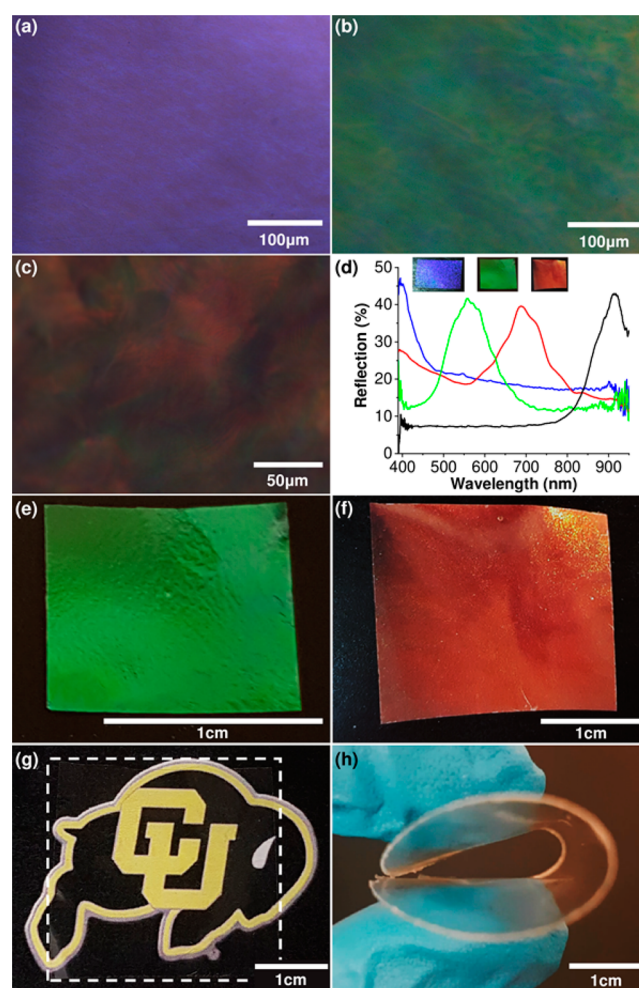 (a)
100µm
(b)
100µm
(c)
50µm
(d)
50
40
30
20
10
0
Reflection (%)
400 500 600 700 800 900
Wavelength (nm)
(e)
1cm
(f)
1cm
(g)
CU
1cm
(h)
1cm